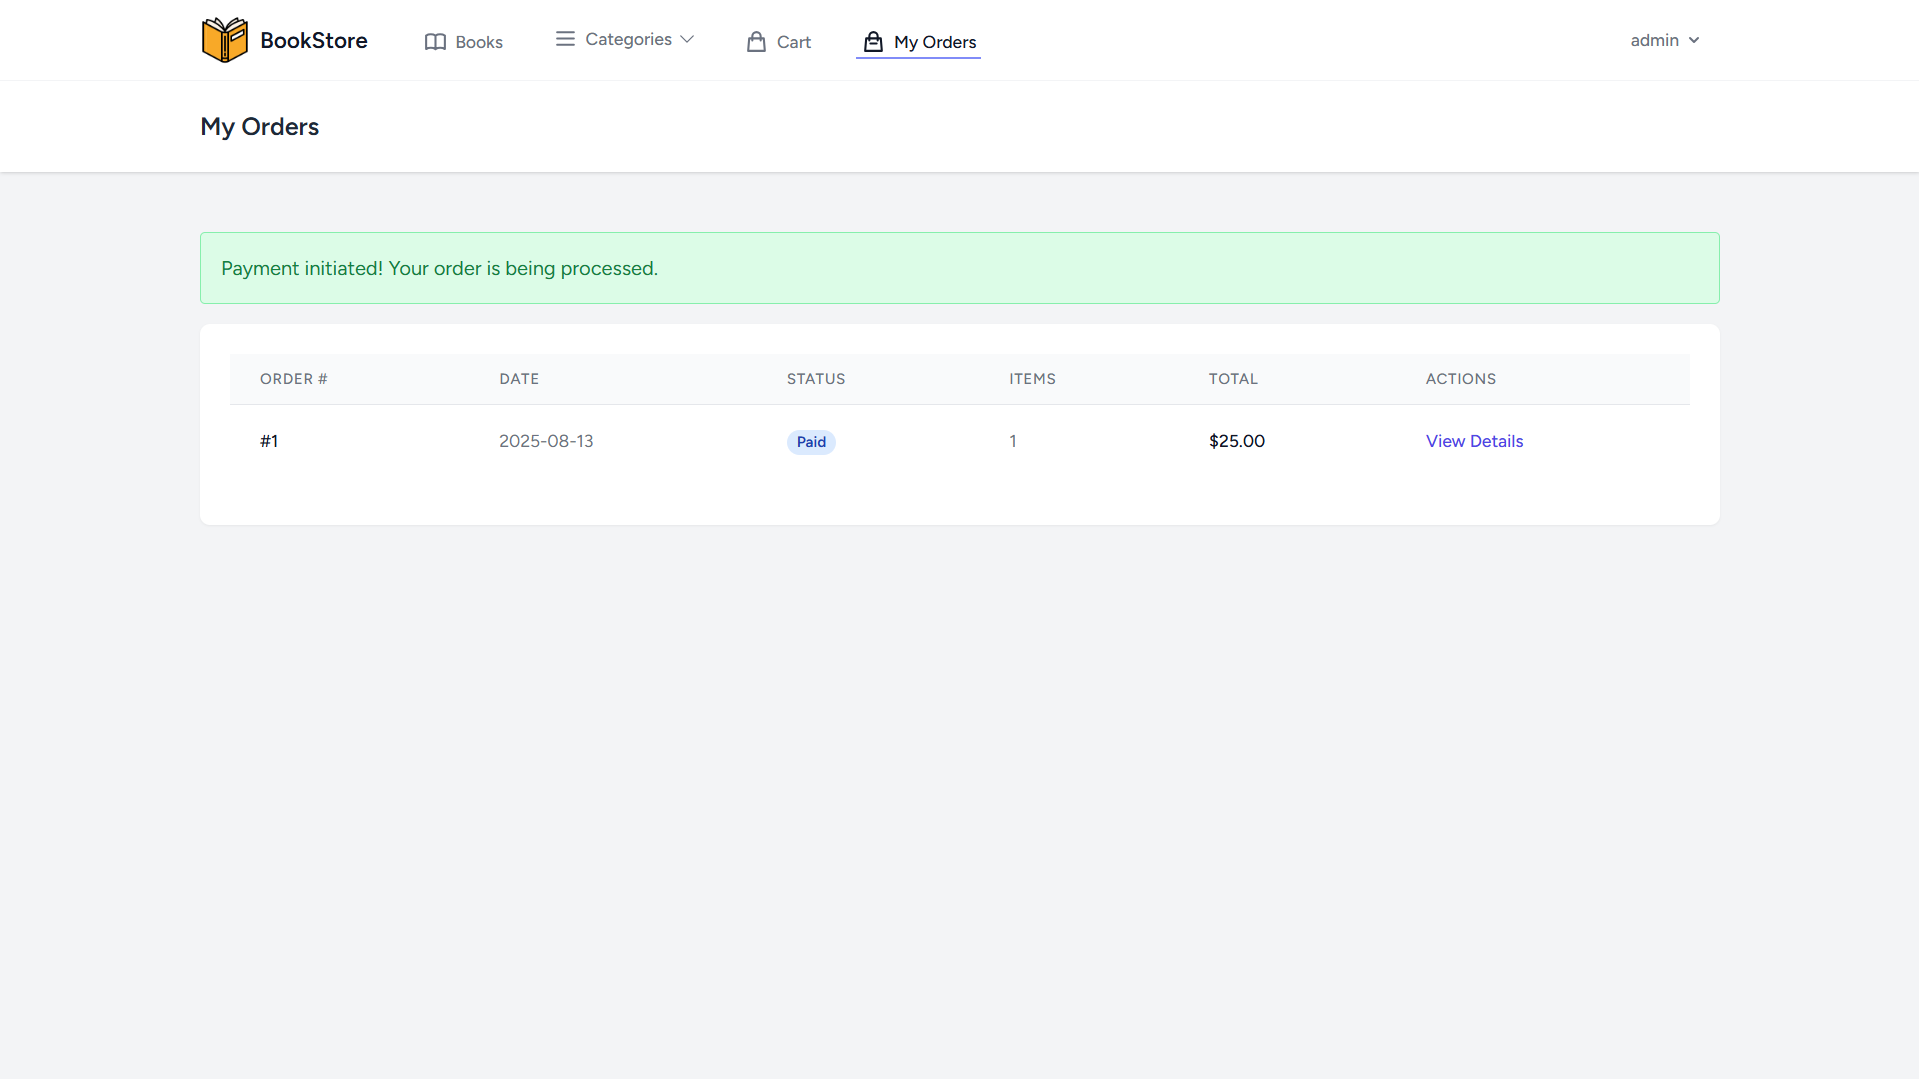 BookStore Books Categories Cart My Orders admin
My Orders
Payment initiated! Your order is being processed.
ORDER # DATE STATUS ITEMS TOTAL ACTIONS
#1 2025-08-13 Paid 1 $25.00 View Details